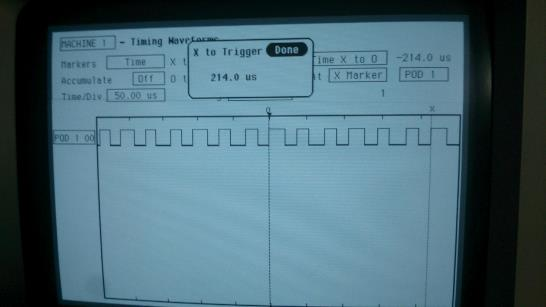 MACHINE 1 - Timing Waveforms
X to Trigger Done
Markers Time X t Time X to O -214.0 us
214.0 us
Accumulate Off O t X Marker POD 1
Time/Div 50.00 us 1
O X
POD 1 00